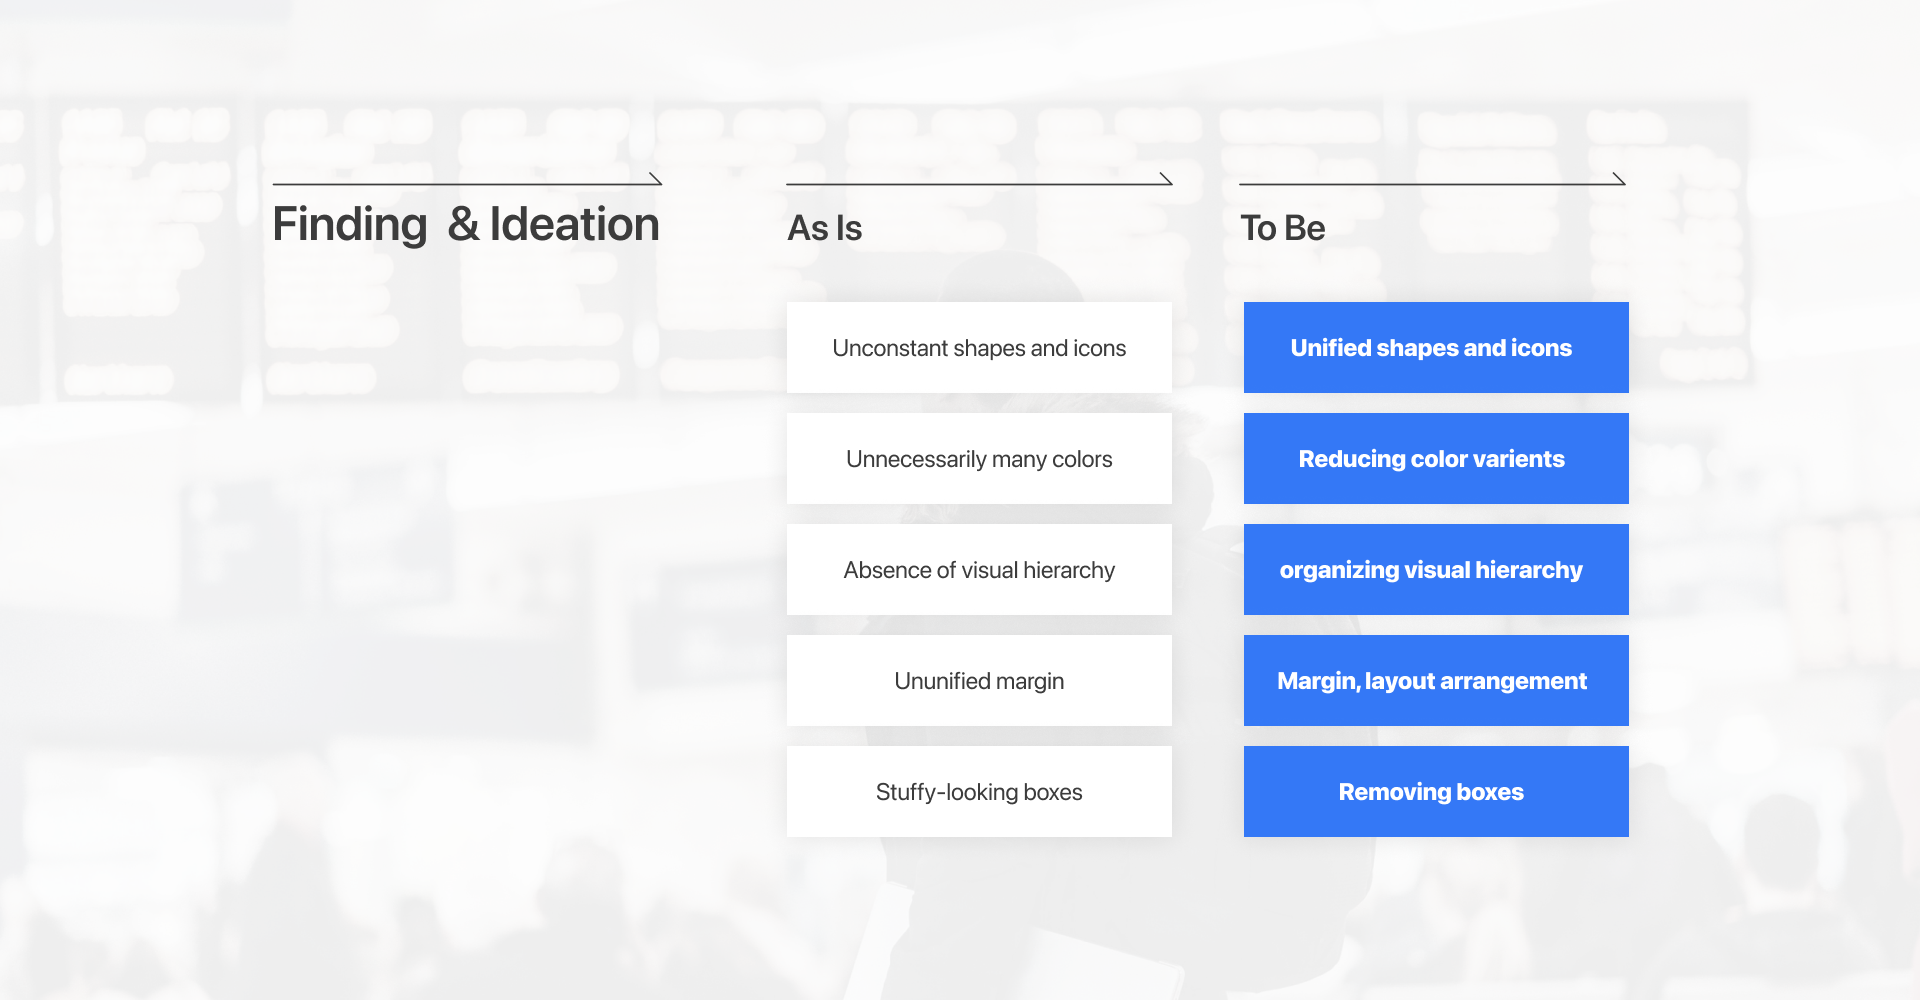 Finding & Ideation
As Is
To Be
Unconstant shapes and icons
Unified shapes and icons
Unnecessarily many colors
Reducing color varients
Absence of visual hierarchy
organizing visual hierarchy
Ununified margin
Margin, layout arrangement
Stuffy-looking boxes
Removing boxes